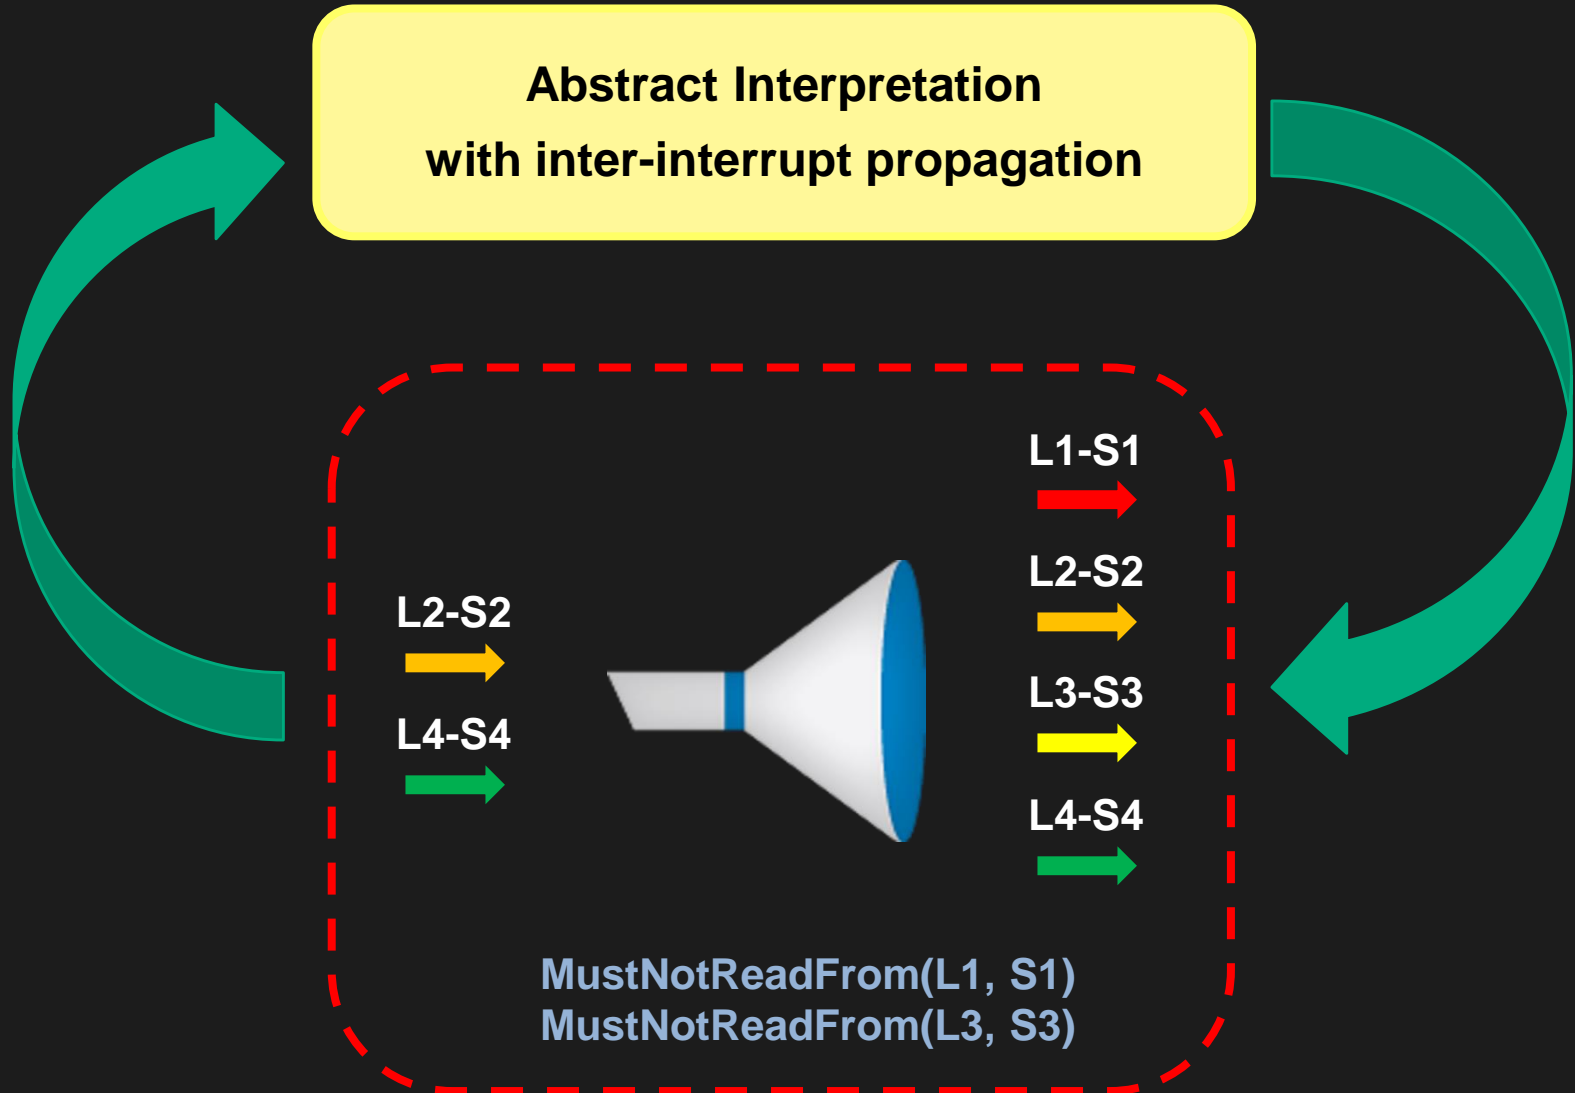 Abstract Interpretation
with inter-interrupt propagation
L1-S1
L2-S2
L3-S3
L4-S4
L2-S2
L4-S4
MustNotReadFrom(L1, S1)
MustNotReadFrom(L3, S3)